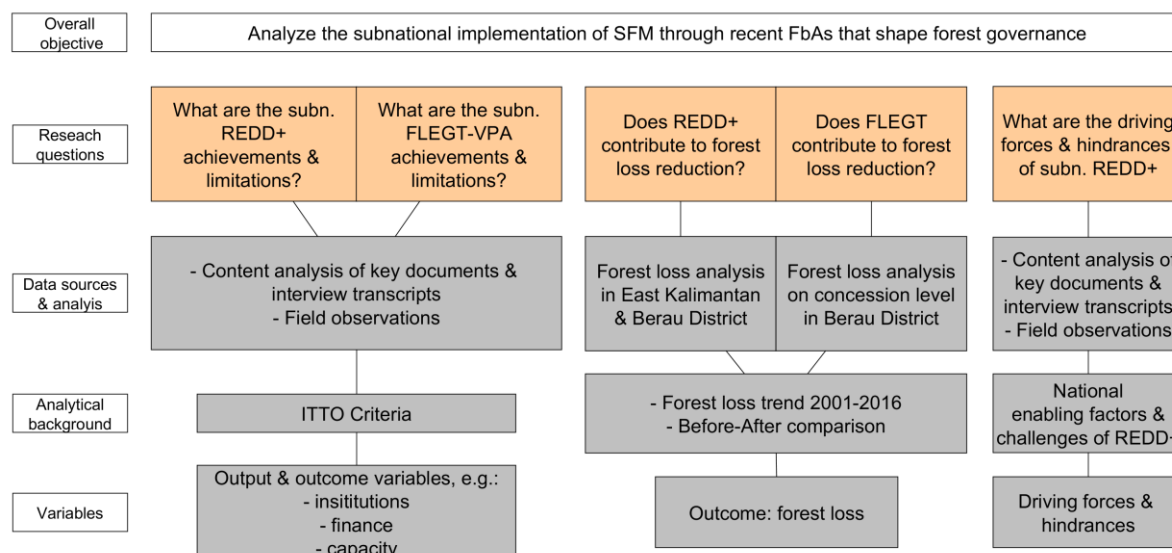 Overall
objective
Analyze the subnational implementation of SFM through recent FbAs that shape forest governance
Reseach
questions
What are the subn.
REDD+
achievements &
limitations?
What are the subn.
FLEGT-VPA
achievements &
limitations?
Does REDD+
contribute to forest
loss reduction?
Does FLEGT
contribute to forest
loss reduction?
What are the driving
forces & hindrances
of subn. REDD+
Data sources
& analyis
- Content analysis of key documents &
interview transcripts
- Field observations
Forest loss analysis
in East Kalimantan
& Berau District
Forest loss analysis
on concession level
in Berau District
- Content analysis of
key documents &
interview transcripts
- Field observations
Analytical
background
ITTO Criteria
- Forest loss trend 2001-2016
- Before-After comparison
National
enabling factors &
challenges of REDD+
Variables
Output & outcome variables, e.g.:
- insititutions
- finance
- capacity
Outcome: forest loss
Driving forces &
hindrances